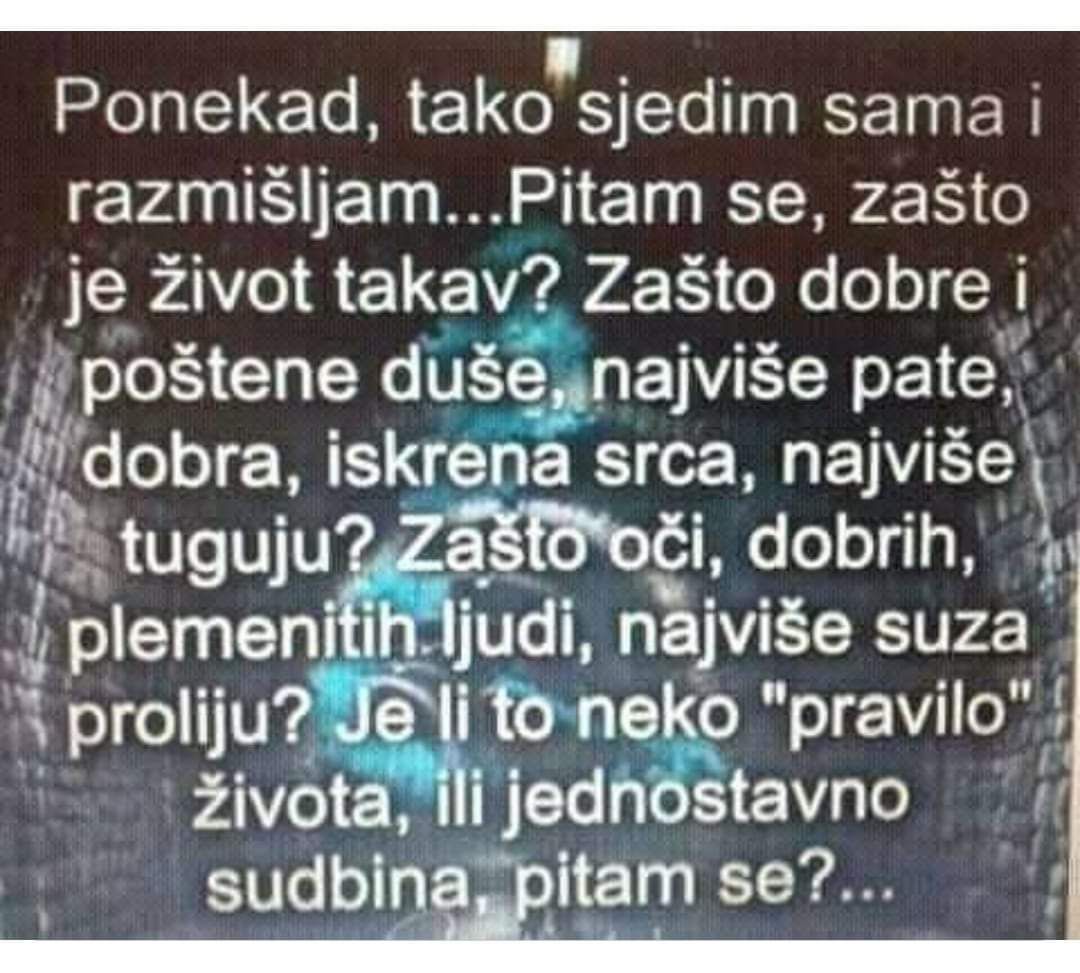 Ponekad, tako sjedim sama i
razmišljam...Pitam se, zašto
je život takav? Zašto dobre i
poštene duše, najviše pate,
dobra, iskrena srca, najviše
tuguju? Zašto oči, dobrih,
plemenitih ljudi, najviše suza
proliju? Je li to neko "pravilo"
života, ili jednostavno
sudbina, pitam se?...